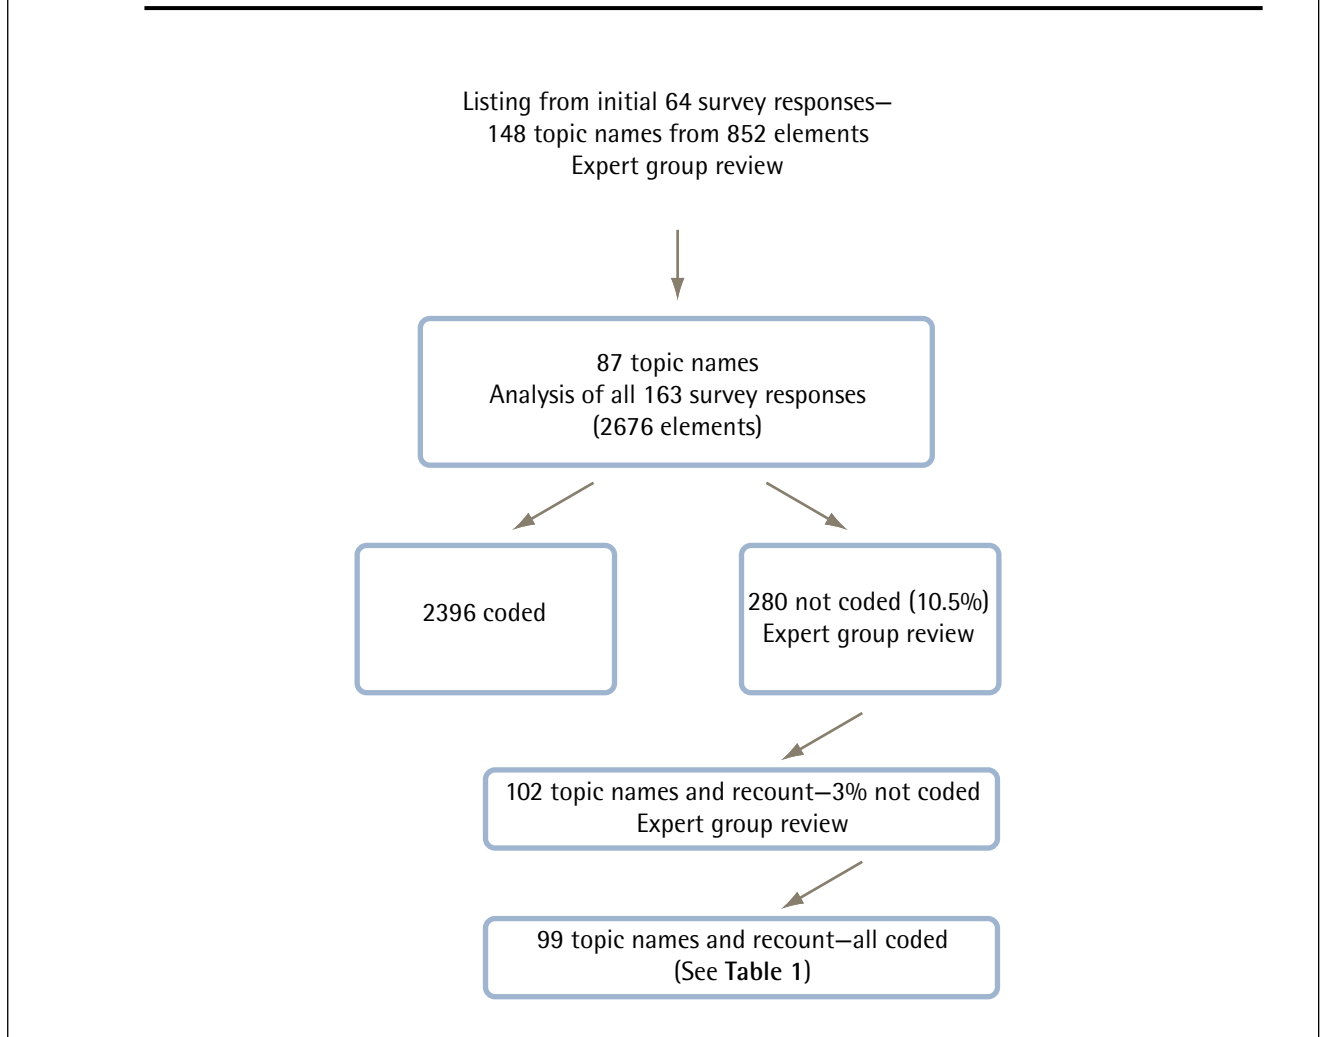 Listing from initial 64 survey responses—
148 topic names from 852 elements
Expert group review
87 topic names
Analysis of all 163 survey responses
(2676 elements)
2396 coded
280 not coded (10.5%)
Expert group review
102 topic names and recount—3% not coded
Expert group review
99 topic names and recount—all coded
(See Table 1)